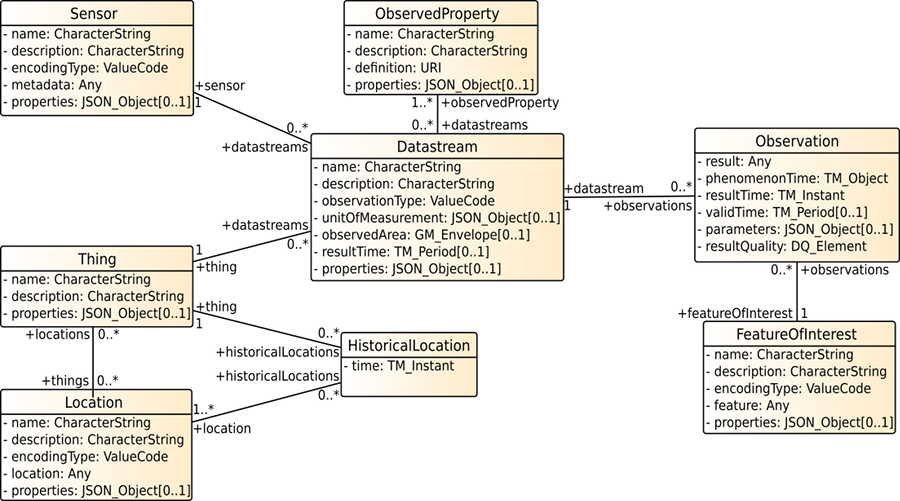 Sensor
- name: CharacterString
- description: CharacterString
- encodingType: ValueCode
- metadata: Any
- properties: JSON_Object[0..1]
ObservedProperty
- name: CharacterString
- description: CharacterString
- definition: URI
- properties: JSON_Object[0..1]
+sensor
1
0..*
+datastreams
1..*
+observedProperty
0..*
+datastreams
Datastream
- name: CharacterString
- description: CharacterString
- observationType: ValueCode
- unitOfMeasurement: JSON_Object[0..1]
- observedArea: GM_Envelope[0..1]
- resultTime: TM_Period[0..1]
- properties: JSON_Object[0..1]
+datastream
1
0..*
+observations
Observation
- result: Any
- phenomenonTime: TM_Object
- resultTime: TM_Instant
- validTime: TM_Period[0..1]
- parameters: JSON_Object[0..1]
- resultQuality: DQ_Element
+datastreams
0..*
1
+thing
Thing
- name: CharacterString
- description: CharacterString
- properties: JSON_Object[0..1]
+thing
1
0..*
+historicalLocations
0..*
+observations
+featureOfInterest
1
+locations
0..*
+things
0..*
HistoricalLocation
- time: TM_Instant
+historicalLocations
0..*
1..*
+location
Location
- name: CharacterString
- description: CharacterString
- encodingType: ValueCode
- location: Any
- properties: JSON_Object[0..1]
FeatureOfInterest
- name: CharacterString
- description: CharacterString
- encodingType: ValueCode
- feature: Any
- properties: JSON_Object[0..1]